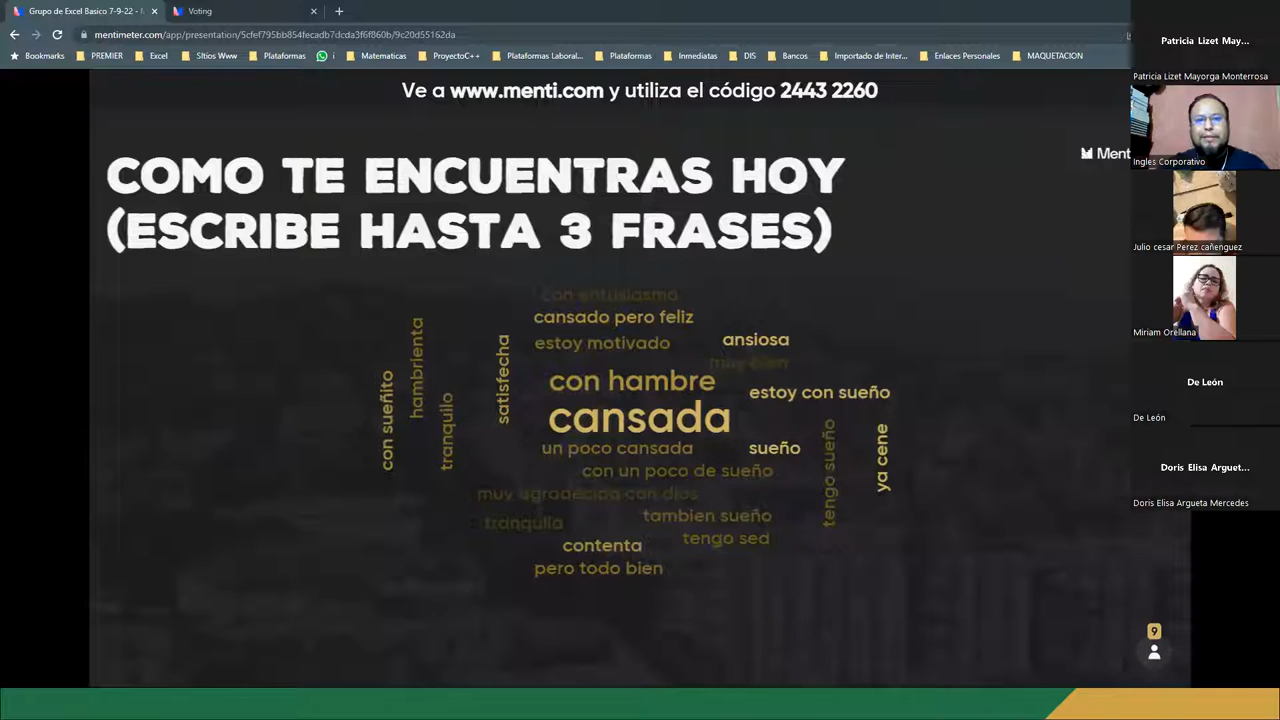 Grupo de Excel Basico 7-9-22 - M
Voting
mentimeter.com/app/presentation/5cfef795bb854fecadb7dcda3f6f860b/9c20d55162da
Bookmarks PREMIER Excel SItios Www Plataformas i Matematicas ProyectoC++ Plataformas Laboral... Plataformas Inmediatas DIS Bancos Importado de Inter... Enlaces Personales MAQUETACION
Ve a www.menti.com y utiliza el código 2443 2260
Menti
COMO TE ENCUENTRAS HOY
(ESCRIBE HASTA 3 FRASES)
con entusiasmo
cansado pero feliz
estoy motivado
ansiosa
muy bien
con hambre
estoy con sueño
cansada
un poco cansada
sueño
con un poco de sueño
muy agradecida con dios
tambien sueño
tranquila
tengo sed
contenta
pero todo bien
con sueñito
hambrienta
tranquilo
satisfecha
tengo sueño
ya cene
9
Patricia Lizet May...
Patricia Lizet Mayorga Monterrosa
Ingles Corporativo
Julio cesar Perez cañenguez
Miriam Orellana
De León
De León
Doris Elisa Arguet...
Doris Elisa Argueta Mercedes